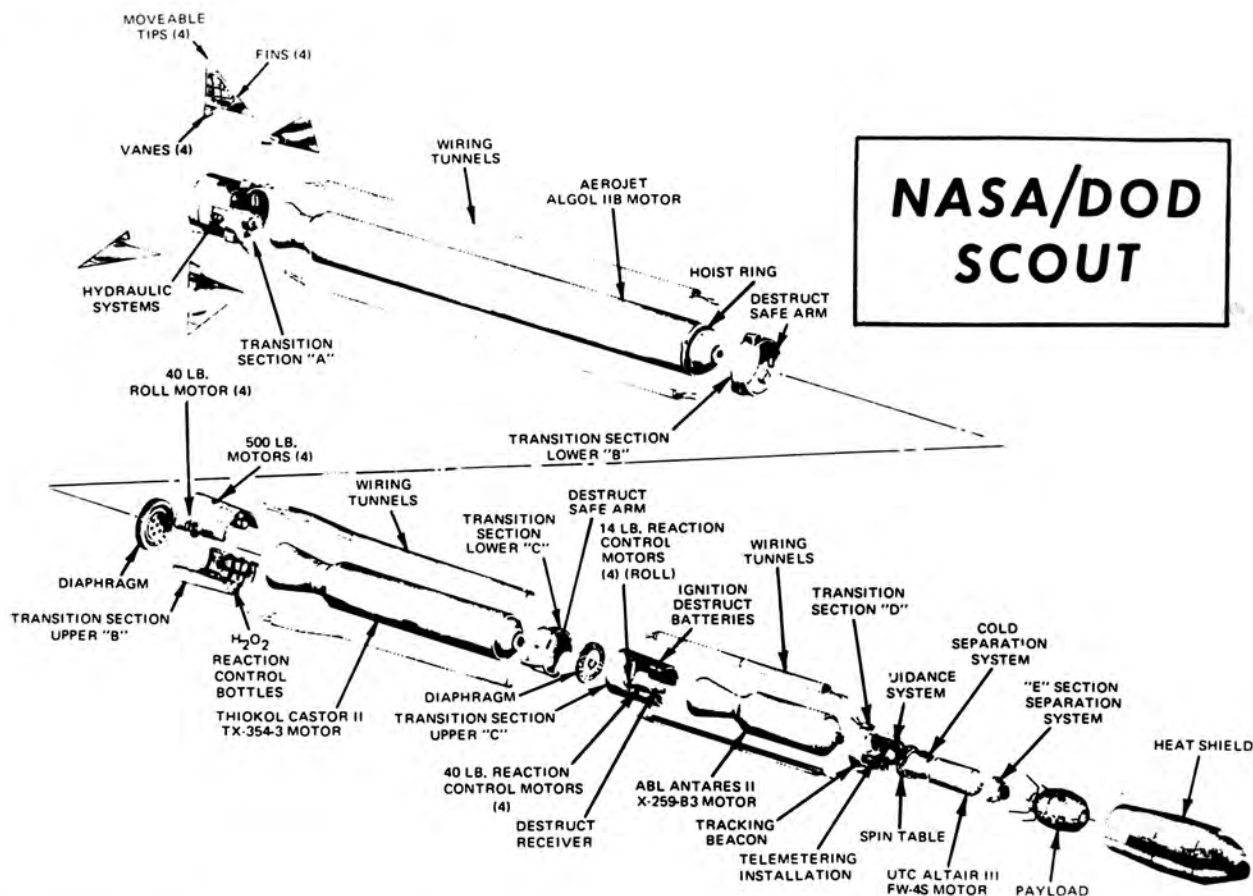 MOVEABLE
TIPS (4)
FINS (4)
VANES (4)
WIRING
TUNNELS
AEROJET
ALGOL IIB MOTOR
NASA/DOD
SCOUT
HOIST RING
DESTRUCT
SAFE ARM
HYDRAULIC
SYSTEMS
TRANSITION
SECTION "A"
TRANSITION SECTION
LOWER "B"
40 LB.
ROLL MOTOR (4)
500 LB.
MOTORS (4)
WIRING
TUNNELS
DESTRUCT
SAFE ARM
TRANSITION
SECTION
LOWER "C"
14 LB. REACTION
CONTROL
MOTORS
(4) (ROLL)
IGNITION
DESTRUCT
BATTERIES
WIRING
TUNNELS
TRANSITION
SECTION "D"
COLD
SEPARATION
SYSTEM
UIDANCE
SYSTEM
"E" SECTION
SEPARATION
SYSTEM
HEAT SHIELD
DIAPHRAGM
TRANSITION SECTION
UPPER "B"
H2O2
REACTION
CONTROL
BOTTLES
THIOKOL CASTOR II
TX-354-3 MOTOR
DIAPHRAGM
TRANSITION SECTION
UPPER "C"
40 LB. REACTION
CONTROL MOTORS
(4)
DESTRUCT
RECEIVER
ABL ANTARES II
X-259-B3 MOTOR
TRACKING
BEACON
TELEMETERING
INSTALLATION
SPIN TABLE
UTC ALTAIR III
FW-4S MOTOR
PAYLOAD